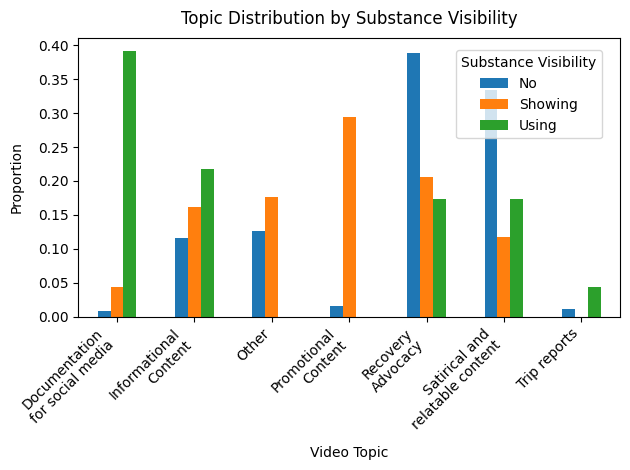 Topic Distribution by Substance Visibility
Substance Visibility
No
Showing
Using
Proportion
0.40
0.35
0.30
0.25
0.20
0.15
0.10
0.05
0.00
Documentation
for social media
Informational
Content
Other
Promotional
Content
Recovery
Advocacy
Satirical and
relatable content
Trip reports
Video Topic